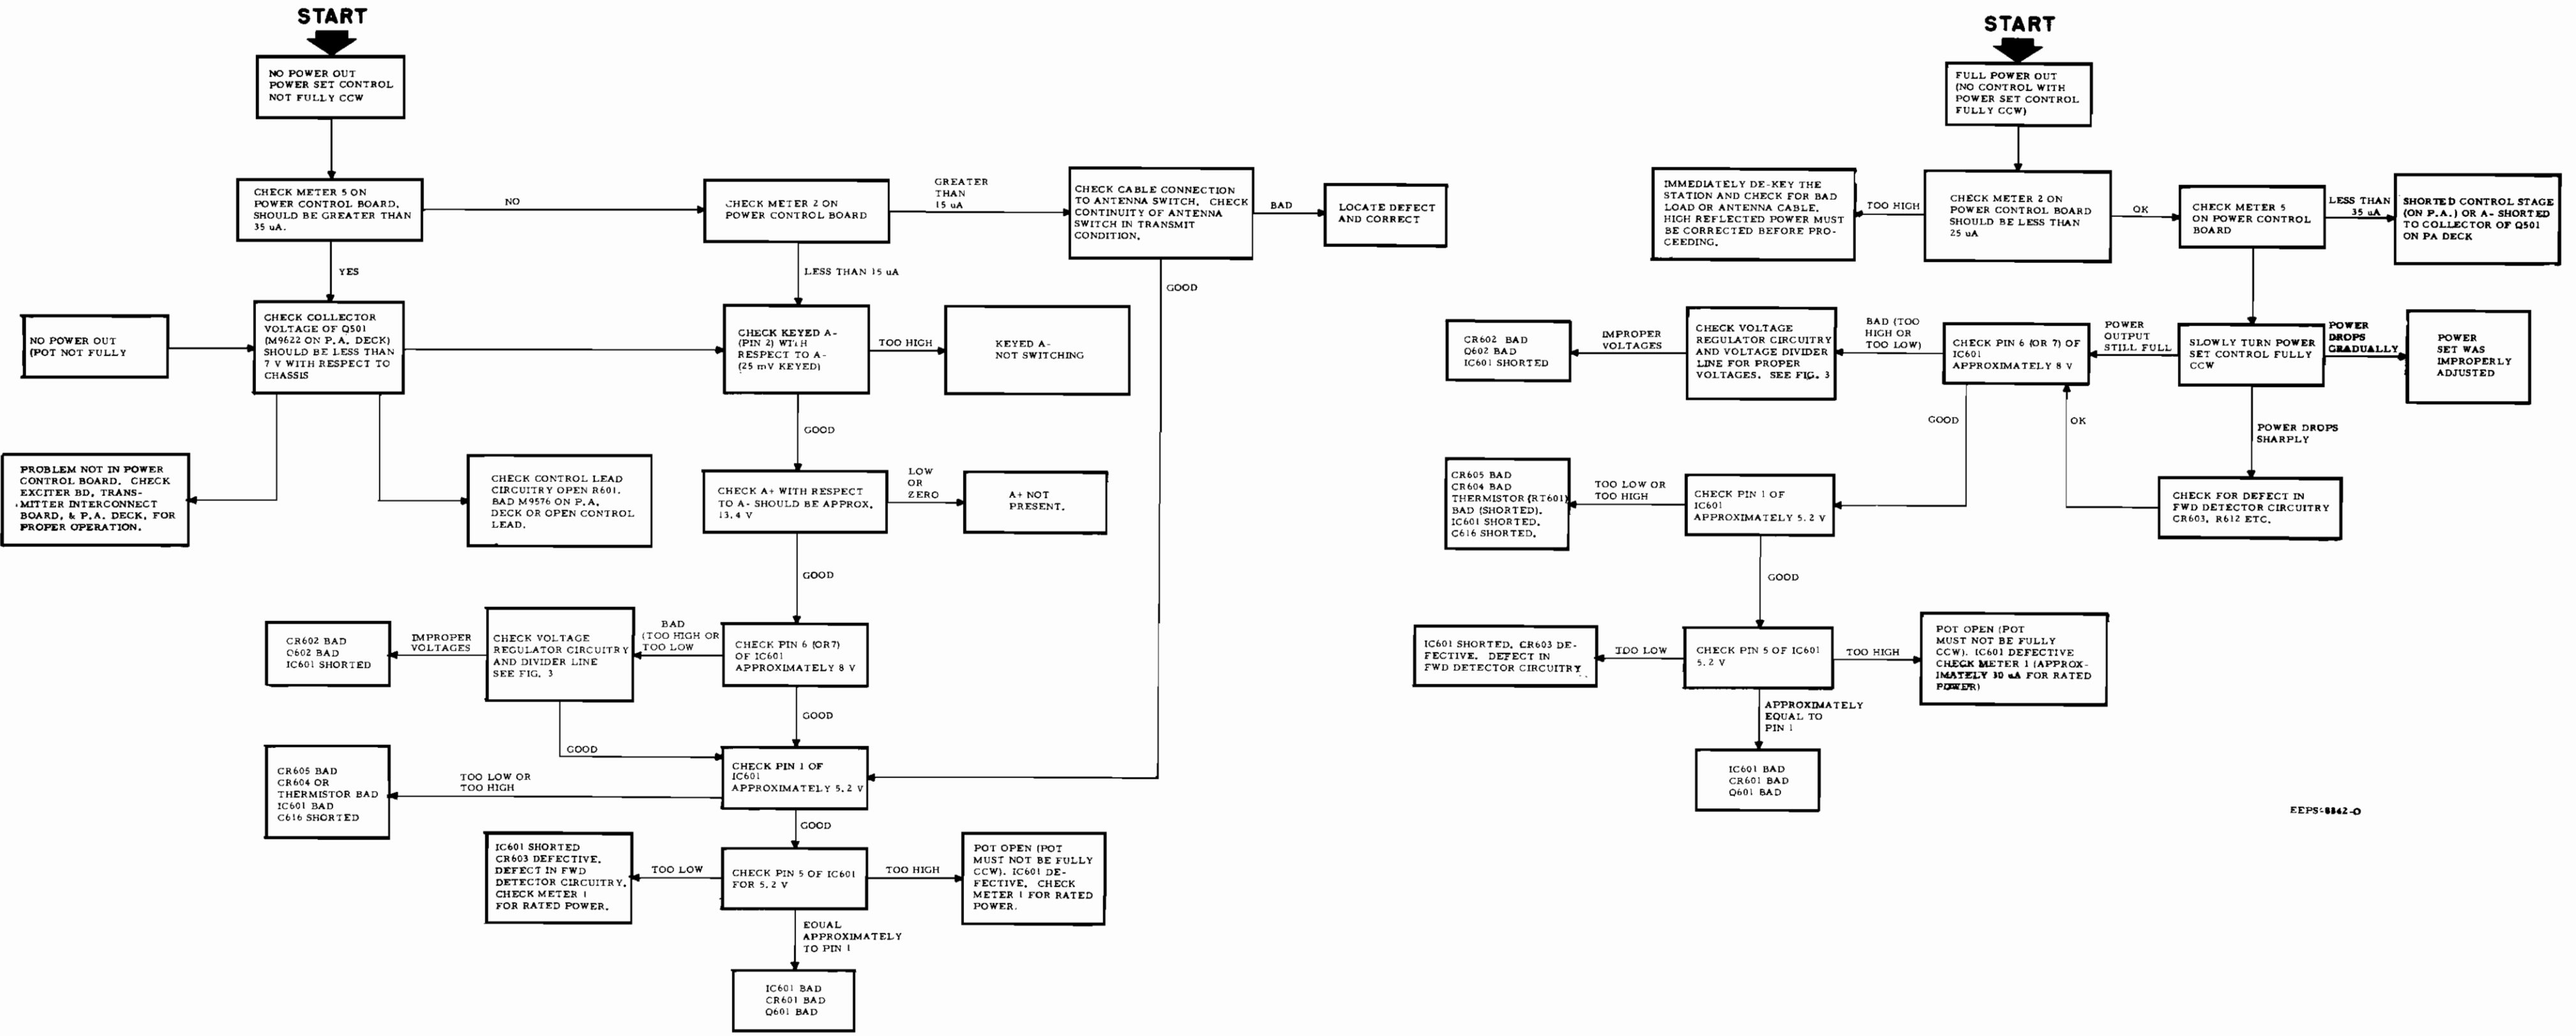 START
NO POWER OUT
POWER SET CONTROL
NOT FULLY CCW
CHECK METER 5 ON
POWER CONTROL BOARD.
SHOULD BE GREATER THAN
35 uA.
NO
CHECK METER 2 ON
POWER CONTROL BOARD
GREATER
THAN
15 uA
CHECK CABLE CONNECTION
TO ANTENNA SWITCH. CHECK
CONTINUITY OF ANTENNA
SWITCH IN TRANSMIT
CONDITION.
BAD
LOCATE DEFECT
AND CORRECT
YES
LESS THAN 15 uA
GOOD
NO POWER OUT
(POT NOT FULLY
CHECK COLLECTOR
VOLTAGE OF Q501
(M9622 ON P.A. DECK)
SHOULD BE LESS THAN
7 V WITH RESPECT TO
CHASSIS
CHECK KEYED A-
(PIN 2) WITH
RESPECT TO A-
(25 mV KEYED)
TOO HIGH
KEYED A-
NOT SWITCHING
GOOD
PROBLEM NOT IN POWER
CONTROL BOARD. CHECK
EXCITER BD, TRANS-
MITTER INTERCONNECT
BOARD, & P.A. DECK, FOR
PROPER OPERATION.
CHECK CONTROL LEAD
CIRCUITRY OPEN R601.
BAD M9576 ON P.A.
DECK OR OPEN CONTROL
LEAD.
CHECK A+ WITH RESPECT
TO A- SHOULD BE APPROX.
13.4 V
LOW
OR
ZERO
A+ NOT
PRESENT.
GOOD
CR602 BAD
Q602 BAD
IC601 SHORTED
IMPROPER
VOLTAGES
CHECK VOLTAGE
REGULATOR CIRCUITRY
AND DIVIDER LINE
SEE FIG. 3
BAD
(TOO HIGH OR
TOO LOW
CHECK PIN 6 (OR7)
OF IC601
APPROXIMATELY 8 V
GOOD
GOOD
CR605 BAD
CR604 OR
THERMISTOR BAD
IC601 BAD
C616 SHORTED
TOO LOW OR
TOO HIGH
CHECK PIN 1 OF
IC601
APPROXIMATELY 5.2 V
GOOD
IC601 SHORTED
CR603 DEFECTIVE.
DEFECT IN FWD
DETECTOR CIRCUITRY.
CHECK METER 1
FOR RATED POWER.
TOO LOW
CHECK PIN 5 OF IC601
FOR 5.2 V
TOO HIGH
POT OPEN (POT
MUST NOT BE FULLY
CCW). IC601 DE-
FECTIVE. CHECK
METER 1 FOR RATED
POWER.
EQUAL
APPROXIMATELY
TO PIN 1
IC601 BAD
CR601 BAD
Q601 BAD
START
FULL POWER OUT
(NO CONTROL WITH
POWER SET CONTROL
FULLY CCW)
IMMEDIATELY DE-KEY THE
STATION AND CHECK FOR BAD
LOAD OR ANTENNA CABLE.
HIGH REFLECTED POWER MUST
BE CORRECTED BEFORE PRO-
CEEDING.
TOO HIGH
CHECK METER 2 ON
POWER CONTROL BOARD
SHOULD BE LESS THAN
25 uA
OK
CHECK METER 5
ON POWER CONTROL
BOARD
LESS THAN
35 uA
SHORTED CONTROL STAGE
(ON P.A.) OR A- SHORTED
TO COLLECTOR OF Q501
ON PA DECK
CR602 BAD
Q602 BAD
IC601 SHORTED
IMPROPER
VOLTAGES
CHECK VOLTAGE
REGULATOR CIRCUITRY
AND VOLTAGE DIVIDER
LINE FOR PROPER
VOLTAGES. SEE FIG. 3
BAD (TOO
HIGH OR
TOO LOW)
CHECK PIN 6 (OR 7) OF
IC601
APPROXIMATELY 8 V
POWER
OUTPUT
STILL FULL
SLOWLY TURN POWER
SET CONTROL FULLY
CCW
POWER
DROPS
GRADUALLY
POWER
SET WAS
IMPROPERLY
ADJUSTED
GOOD
OK
POWER DROPS
SHARPLY
CR605 BAD
CR604 BAD
THERMISTOR (RT601)
BAD (SHORTED).
IC601 SHORTED.
C616 SHORTED.
TOO LOW OR
TOO HIGH
CHECK PIN 1 OF
IC601
APPROXIMATELY 5.2 V
CHECK FOR DEFECT IN
FWD DETECTOR CIRCUITRY
CR603, R612 ETC.
GOOD
IC601 SHORTED. CR603 DE-
FECTIVE. DEFECT IN
FWD DETECTOR CIRCUITRY
TOO LOW
CHECK PIN 5 OF IC601
5.2 V
TOO HIGH
POT OPEN (POT
MUST NOT BE FULLY
CCW). IC601 DEFECTIVE
CHECK METER 1 (APPROX-
IMATELY 30 uA FOR RATED
POWER)
APPROXIMATELY
EQUAL TO
PIN 1
IC601 BAD
CR601 BAD
Q601 BAD
EEPS-8842-O